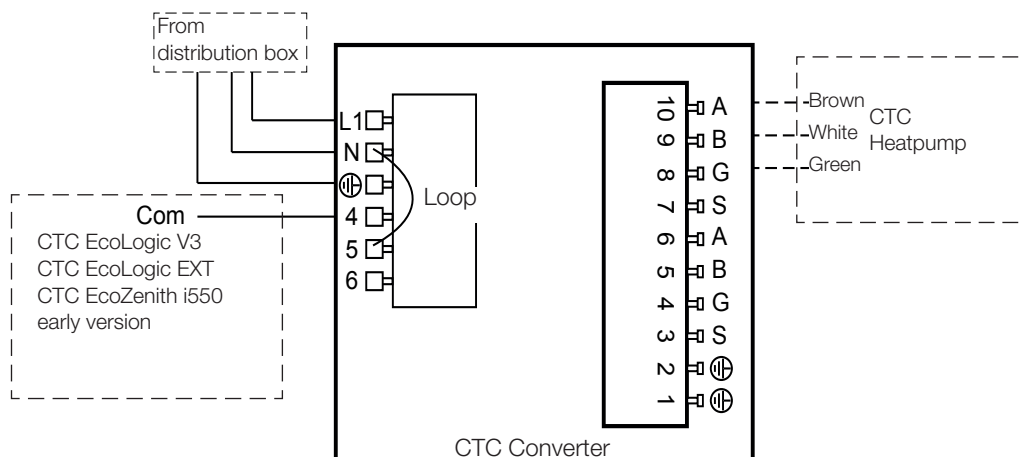 From
distribution box
L1
N
4
5
6
Loop
Com
CTC EcoLogic V3
CTC EcoLogic EXT
CTC EcoZenith i550
early version
10 A
9 B
8 G
7 S
6 A
5 B
4 G
3 S
2
1
Brown
White
Green
CTC
Heatpump
CTC Converter